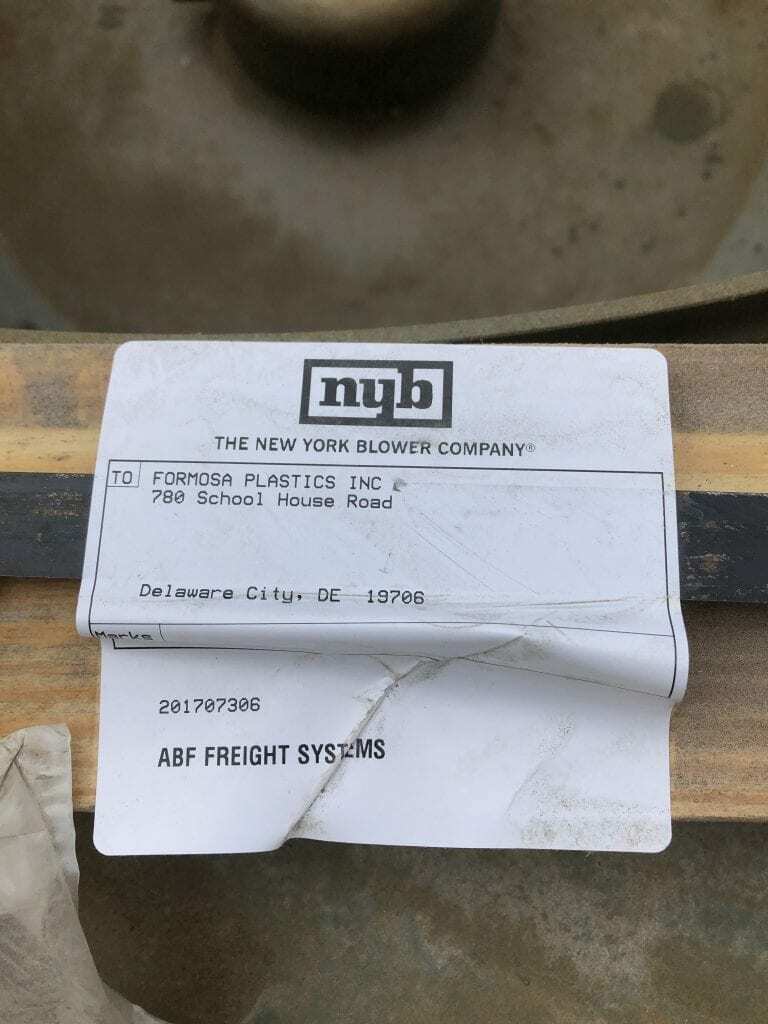 nyb
THE NEW YORK BLOWER COMPANY®
TO FORMOSA PLASTICS INC
780 School House Road
Delaware City, DE 19706
Marks
201707306
ABF FREIGHT SYSTEMS